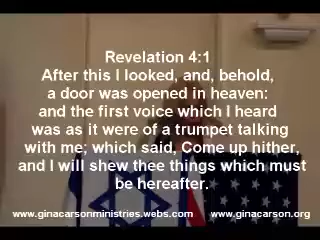 Revelation 4:1
After this I looked, and, behold,
a door was opened in heaven:
and the first voice which I heard
was as it were of a trumpet talking
with me; which said, Come up hither,
and I will shew thee things which must
be hereafter.
www.ginacarsonministries.webs.com www.ginacarson.org